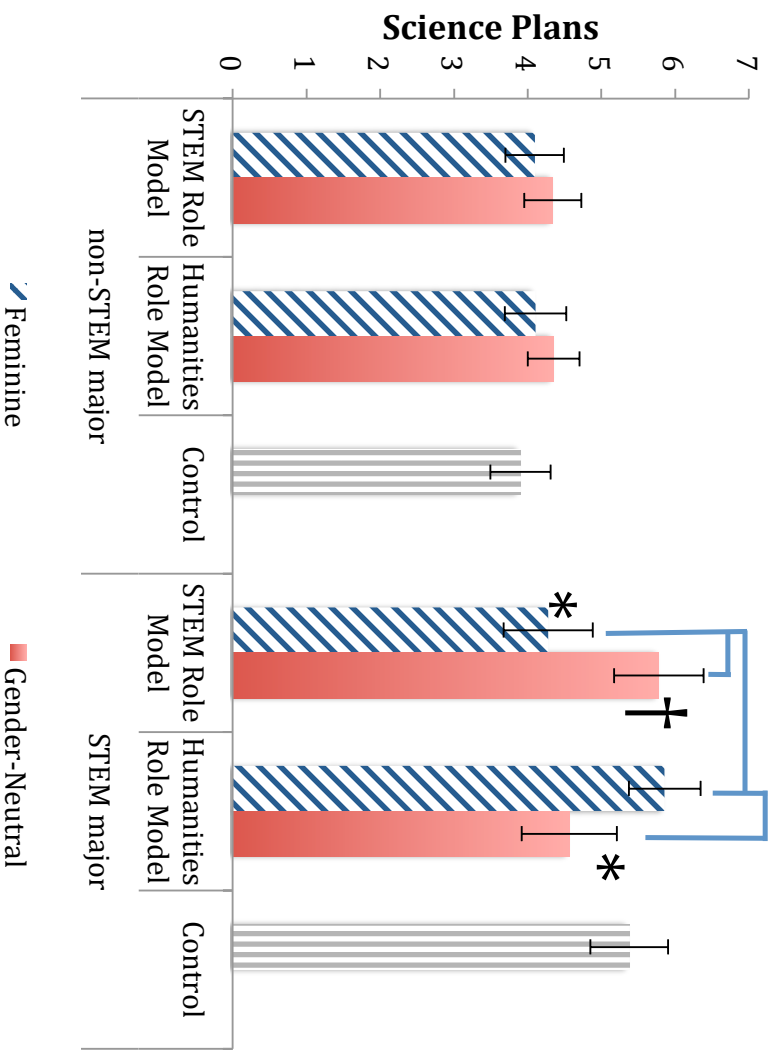 Science Plans
7
6
5
4
3
2
1
0
STEM Role
Model
Humanities
Role Model
Control
STEM Role
Model
Humanities
Role Model
Control
non-STEM major
STEM major
Feminine
Gender-Neutral
*
†
*